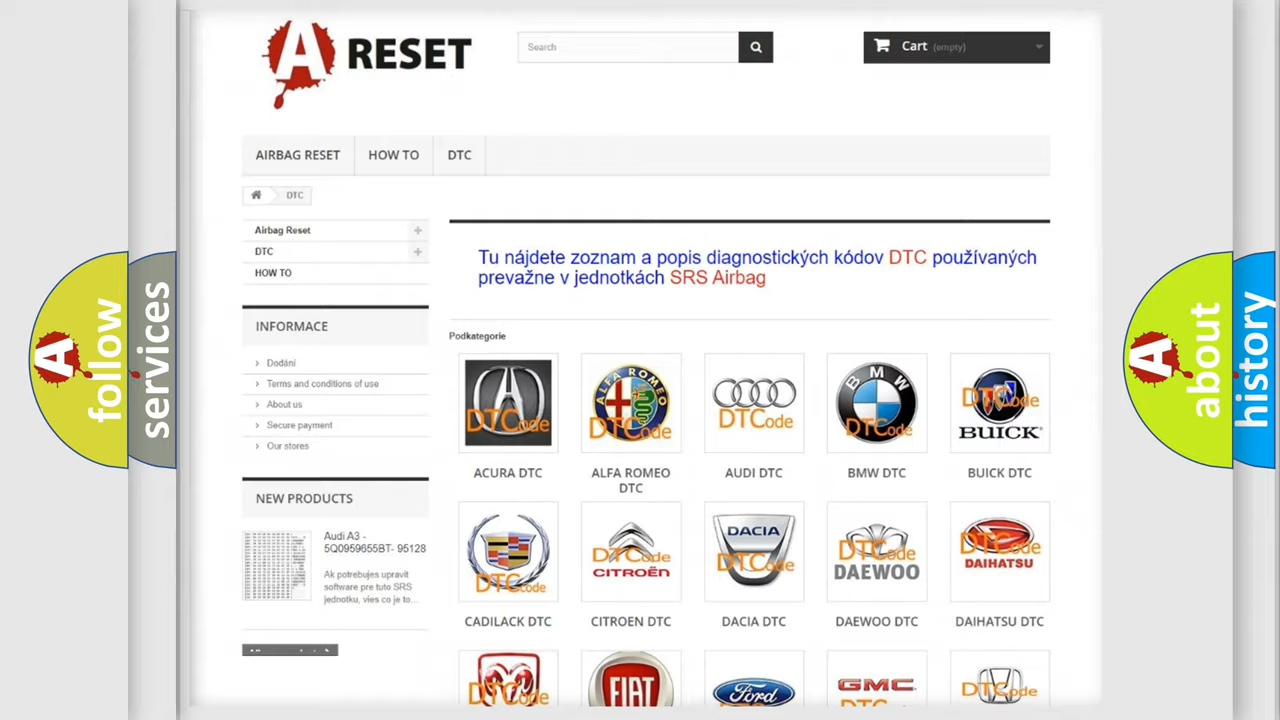 A RESET
Search
Cart (empty)
AIRBAG RESET
HOW TO
DTC
DTC
Airbag Reset
DTC
HOW TO
Tu nájdete zoznam a popis diagnostických kódov DTC používaných
prevažne v jednotkách SRS Airbag
INFORMACE
Dodání
Terms and conditions of use
About us
Secure payment
Our stores
NEW PRODUCTS
Audi A3 -
5Q0959655BT- 95128
Ak potrebujes upravit
software pre tuto SRS
jednotku, vies co je to...
Podkategorie
DTCode
ALFA ROMEO
DTCode
DTCode
BMW
DTCode
DTCode
BUICK
ACURA DTC
ALFA ROMEO
DTC
AUDI DTC
BMW DTC
BUICK DTC
DTCode
DTCode
CITROËN
DACIA
DTCode
DTCode
DAEWOO
DTCode
DAIHATSU
CADILACK DTC
CITROEN DTC
DACIA DTC
DAEWOO DTC
DAIHATSU DTC
DTCode
FIAT
Ford
GMC
DTCode
A follow
services
A about
history